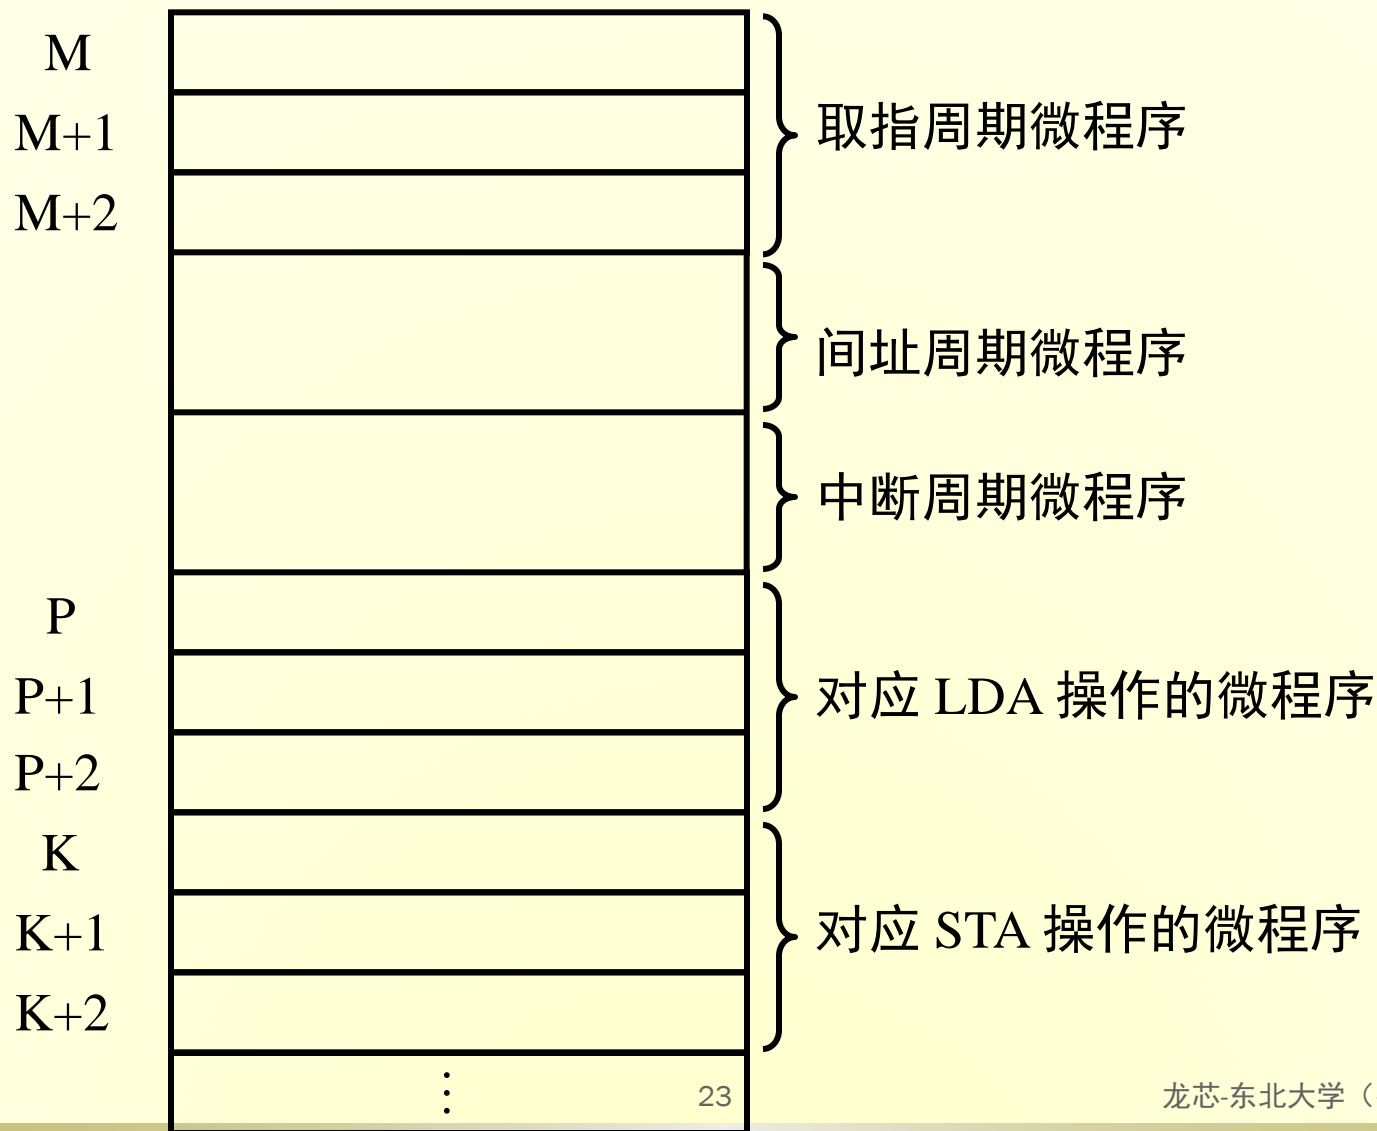 M
M+1
取指周期微程序
M+2
间址周期微程序
中断周期微程序
P
P+1
对应 LDA 操作的微程序
P+2
K
K+1
对应 STA 操作的微程序
K+2
⋮
23
龙芯-东北大学（